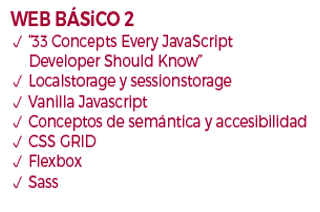 WEB BÁSiCO 2
✓ "33 Concepts Every JavaScript
Developer Should Know"
✓ Localstorage y sessionstorage
✓ Vanilla Javascript
✓ Conceptos de semántica y accesibilidad
✓ CSS GRID
✓ Flexbox
✓ Sass